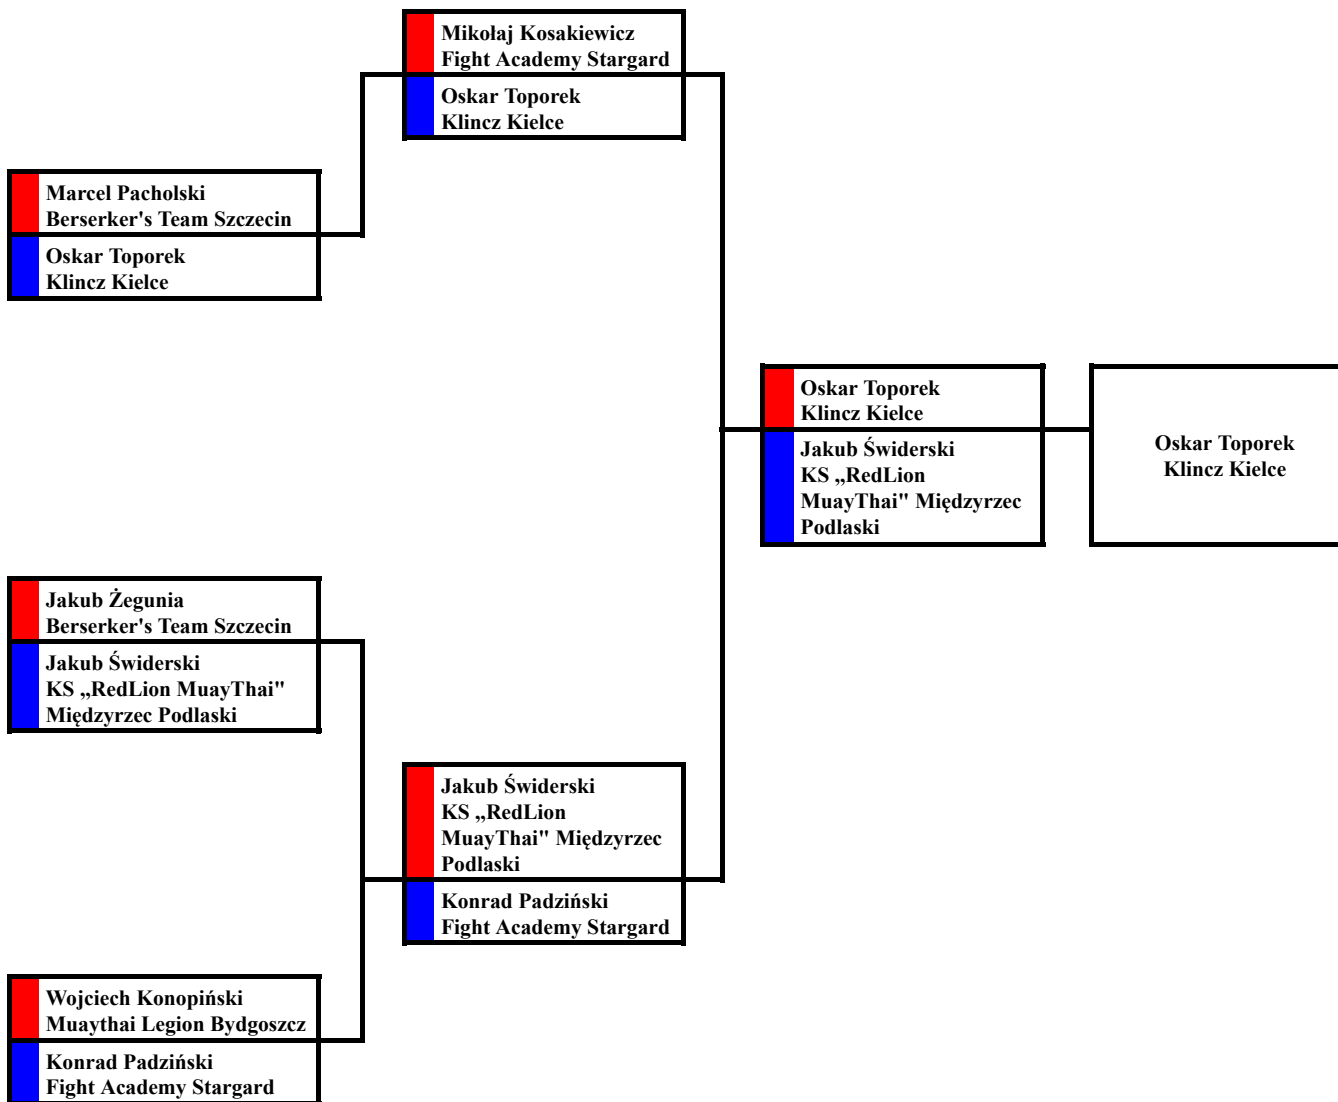 Mikołaj Kosakiewicz
Fight Academy Stargard
Oskar Toporek
Klincz Kielce
Marcel Pacholski
Berserker's Team Szczecin
Oskar Toporek
Klincz Kielce
Oskar Toporek
Klincz Kielce
Jakub Świderski
KS „RedLion
MuayThai" Międzyrzec
Podlaski
Oskar Toporek
Klincz Kielce
Jakub Żegunia
Berserker's Team Szczecin
Jakub Świderski
KS „RedLion MuayThai"
Międzyrzec Podlaski
Jakub Świderski
KS „RedLion
MuayThai" Międzyrzec
Podlaski
Konrad Padziński
Fight Academy Stargard
Wojciech Konopiński
Muaythai Legion Bydgoszcz
Konrad Padziński
Fight Academy Stargard